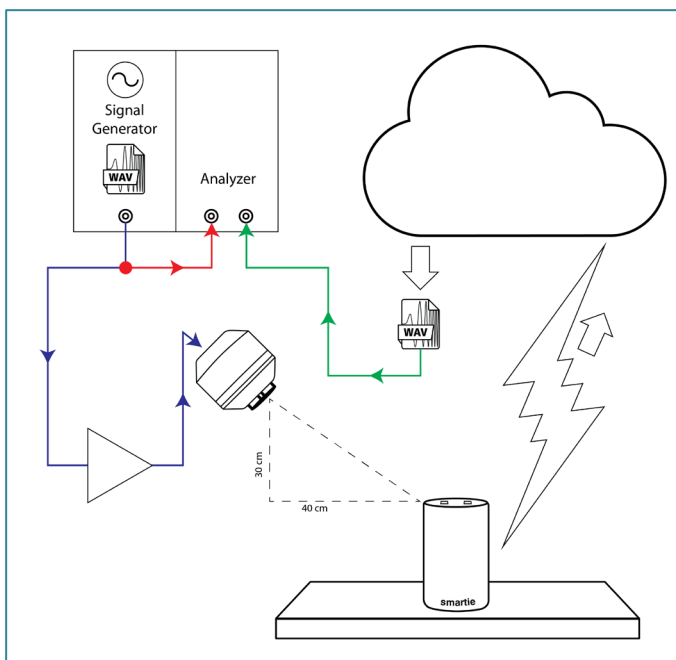 Signal
Generator
WAV
Analyzer
WAV
30 cm
40 cm
smartie